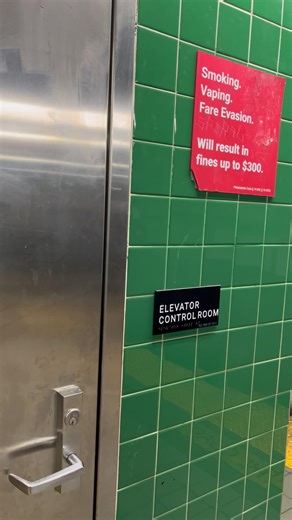 Smoking.
Vaping.
Fare Evasion.
Will result in
fines up to $300.
ELEVATOR
CONTROL ROOM